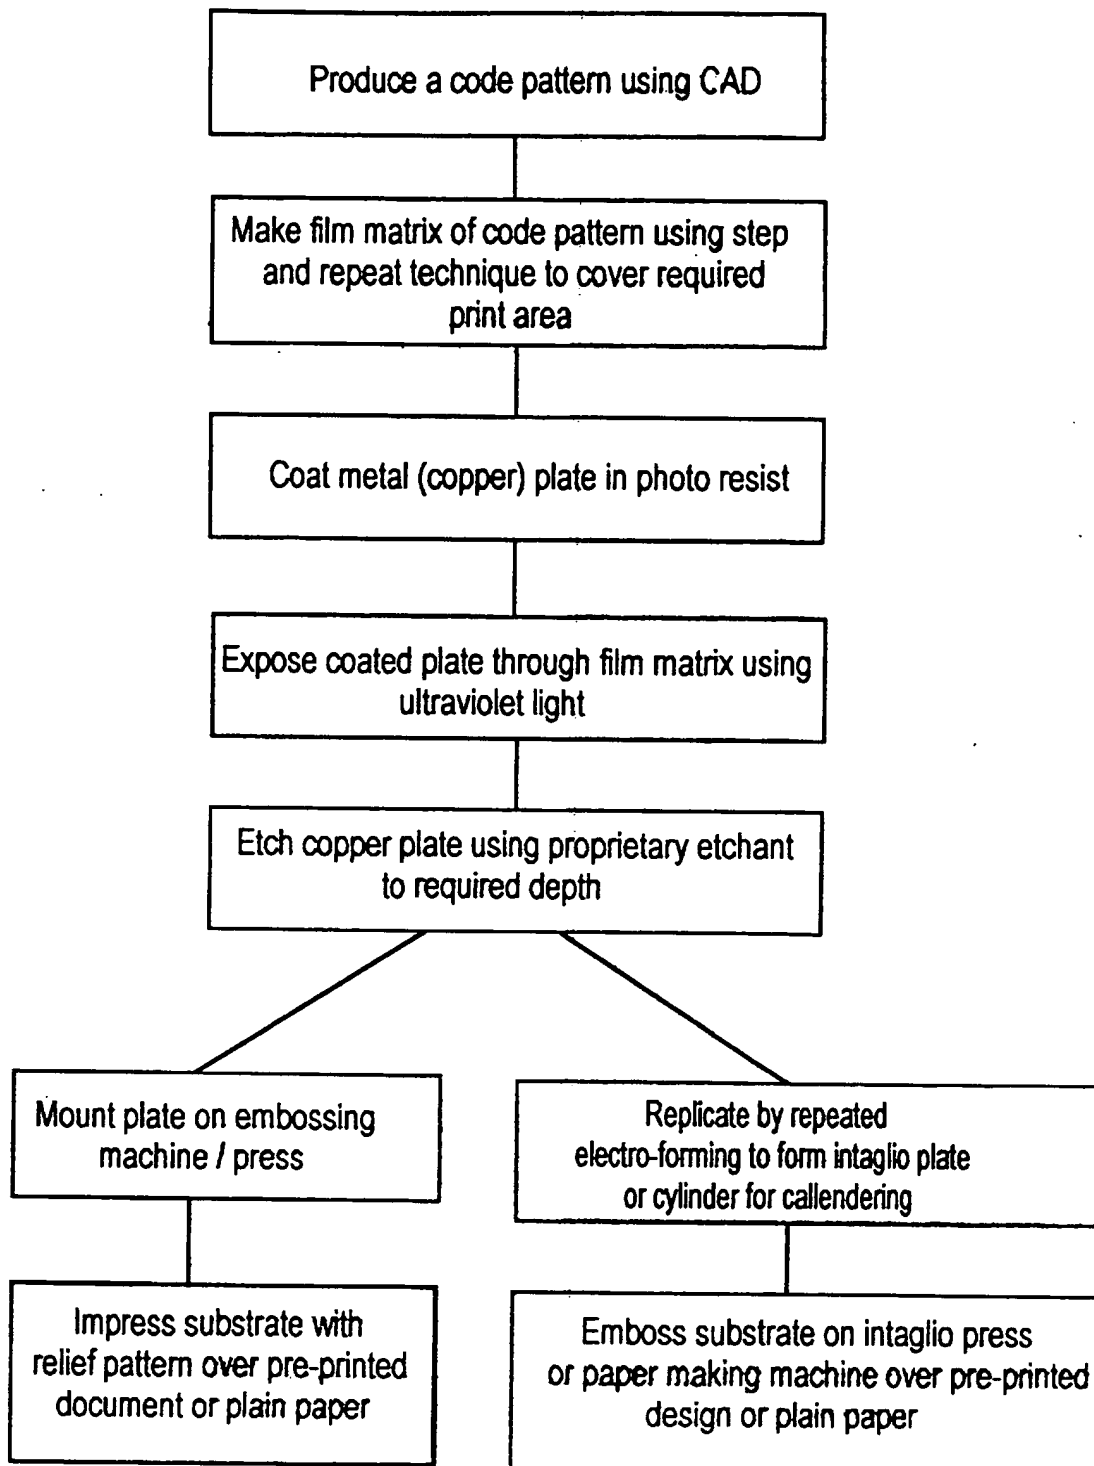 Produce a code pattern using CAD
Make film matrix of code pattern using step
and repeat technique to cover required
print area
Coat metal (copper) plate in photo resist
Expose coated plate through film matrix using
ultraviolet light
Etch copper plate using proprietary etchant
to required depth
Mount plate on embossing
machine / press
Replicate by repeated
electro-forming to form intaglio plate
or cylinder for callendering
Impress substrate with
relief pattern over pre-printed
document or plain paper
Emboss substrate on intaglio press
or paper making machine over pre-printed
design or plain paper